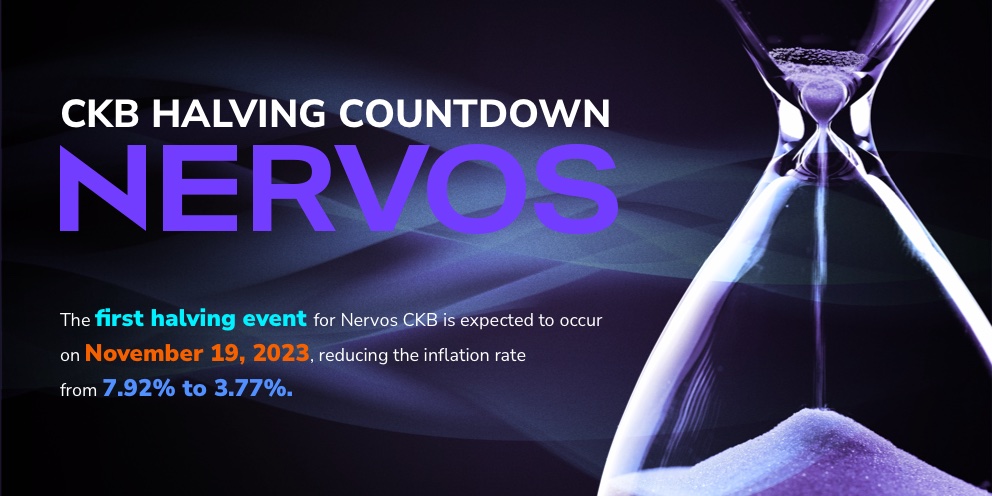 CKB HALVING COUNTDOWN
NERVOS
The first halving event for Nervos CKB is expected to occur
on November 19, 2023, reducing the inflation rate
from 7.92% to 3.77%.